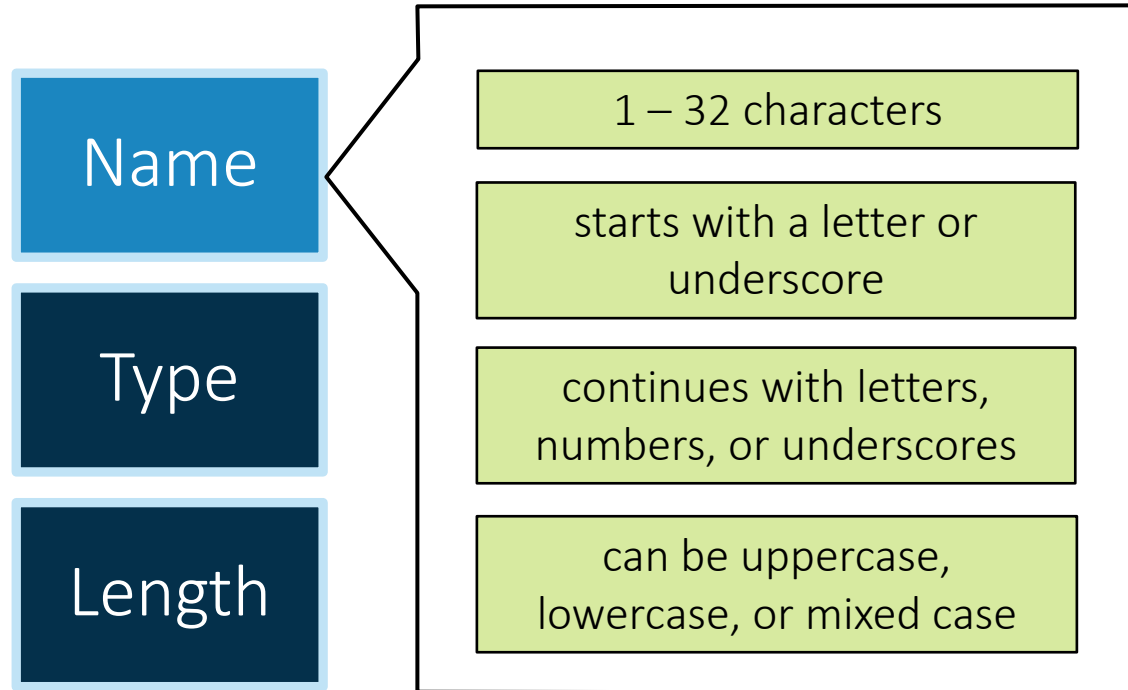 Name
1 – 32 characters
starts with a letter or
underscore
Type
continues with letters,
numbers, or underscores
Length
can be uppercase,
lowercase, or mixed case